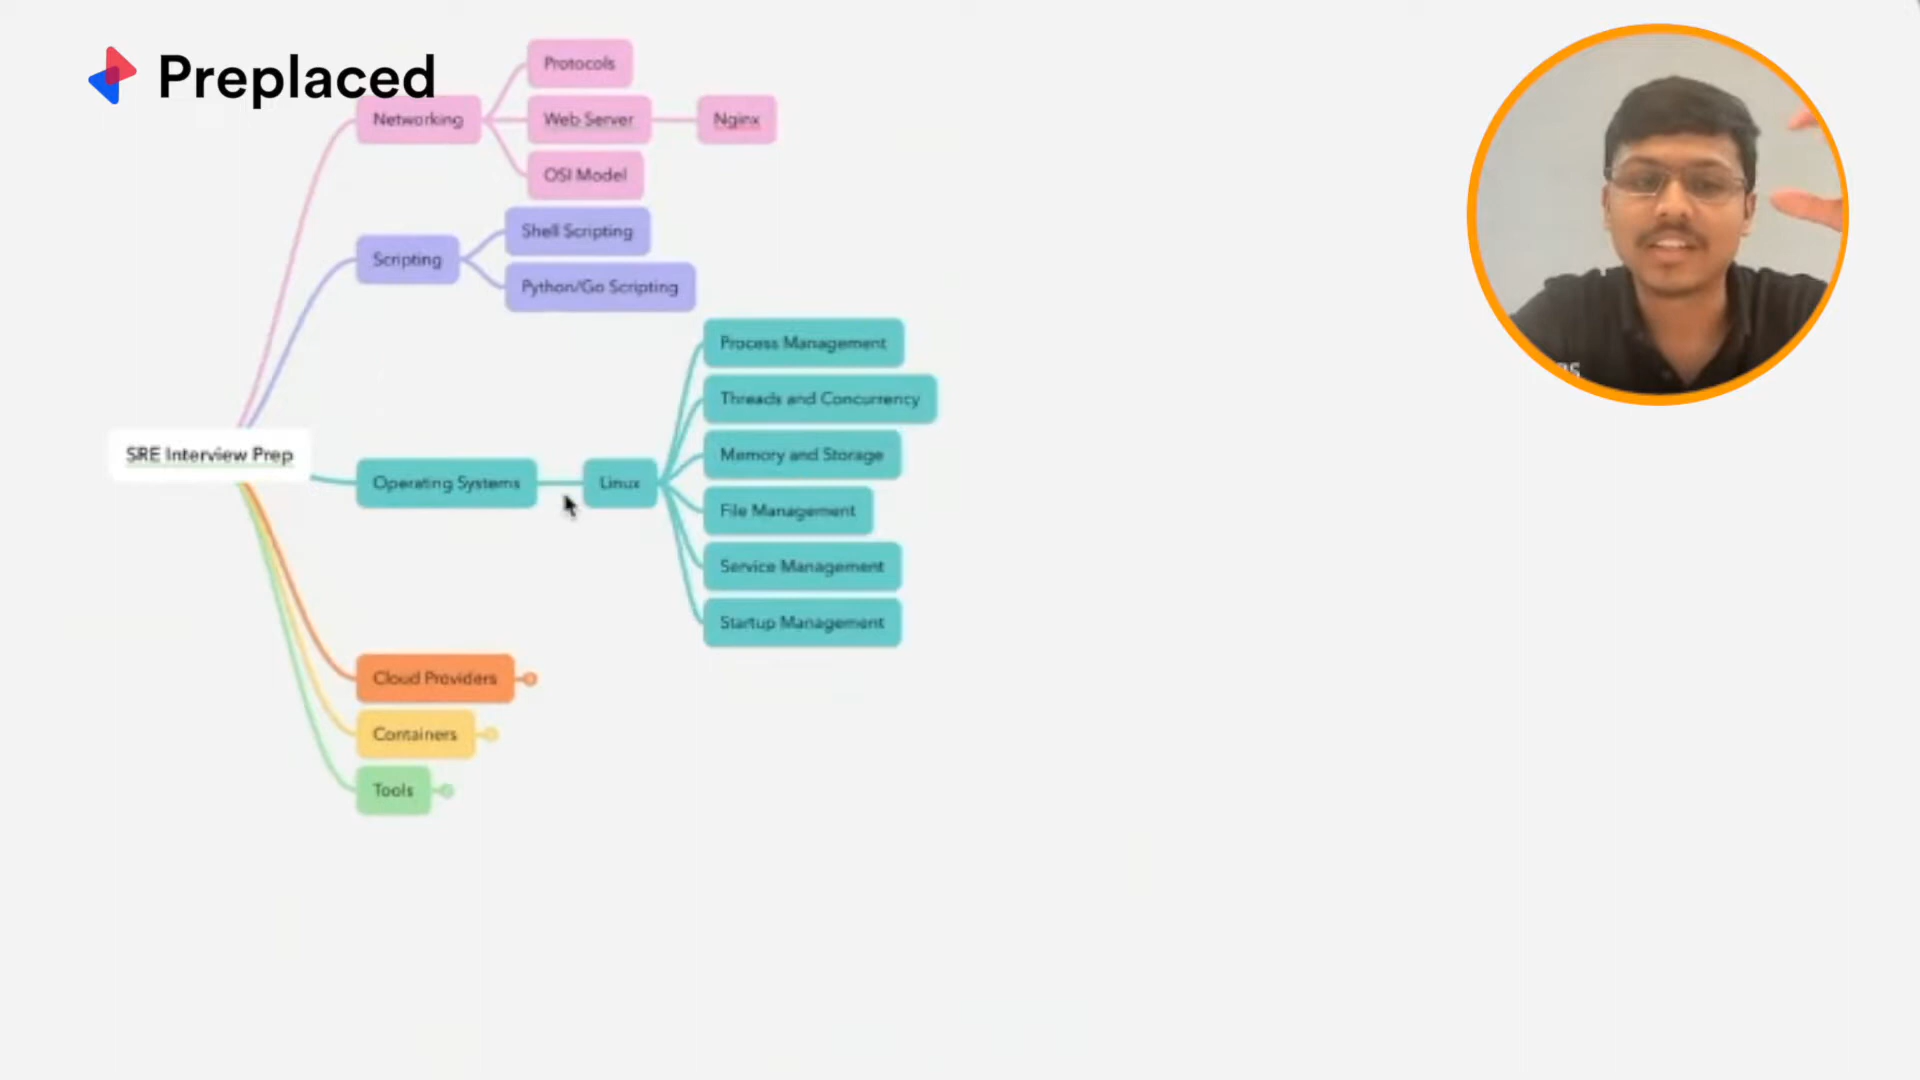 Preplaced
Protocols
Networking
Web Server
Nginx
OSI Model
Shell Scripting
Scripting
Python/Go Scripting
Process Management
Threads and Concurrency
SRE Interview Prep
Memory and Storage
Operating Systems
Linux
File Management
Service Management
Startup Management
Cloud Providers
Containers
Tools